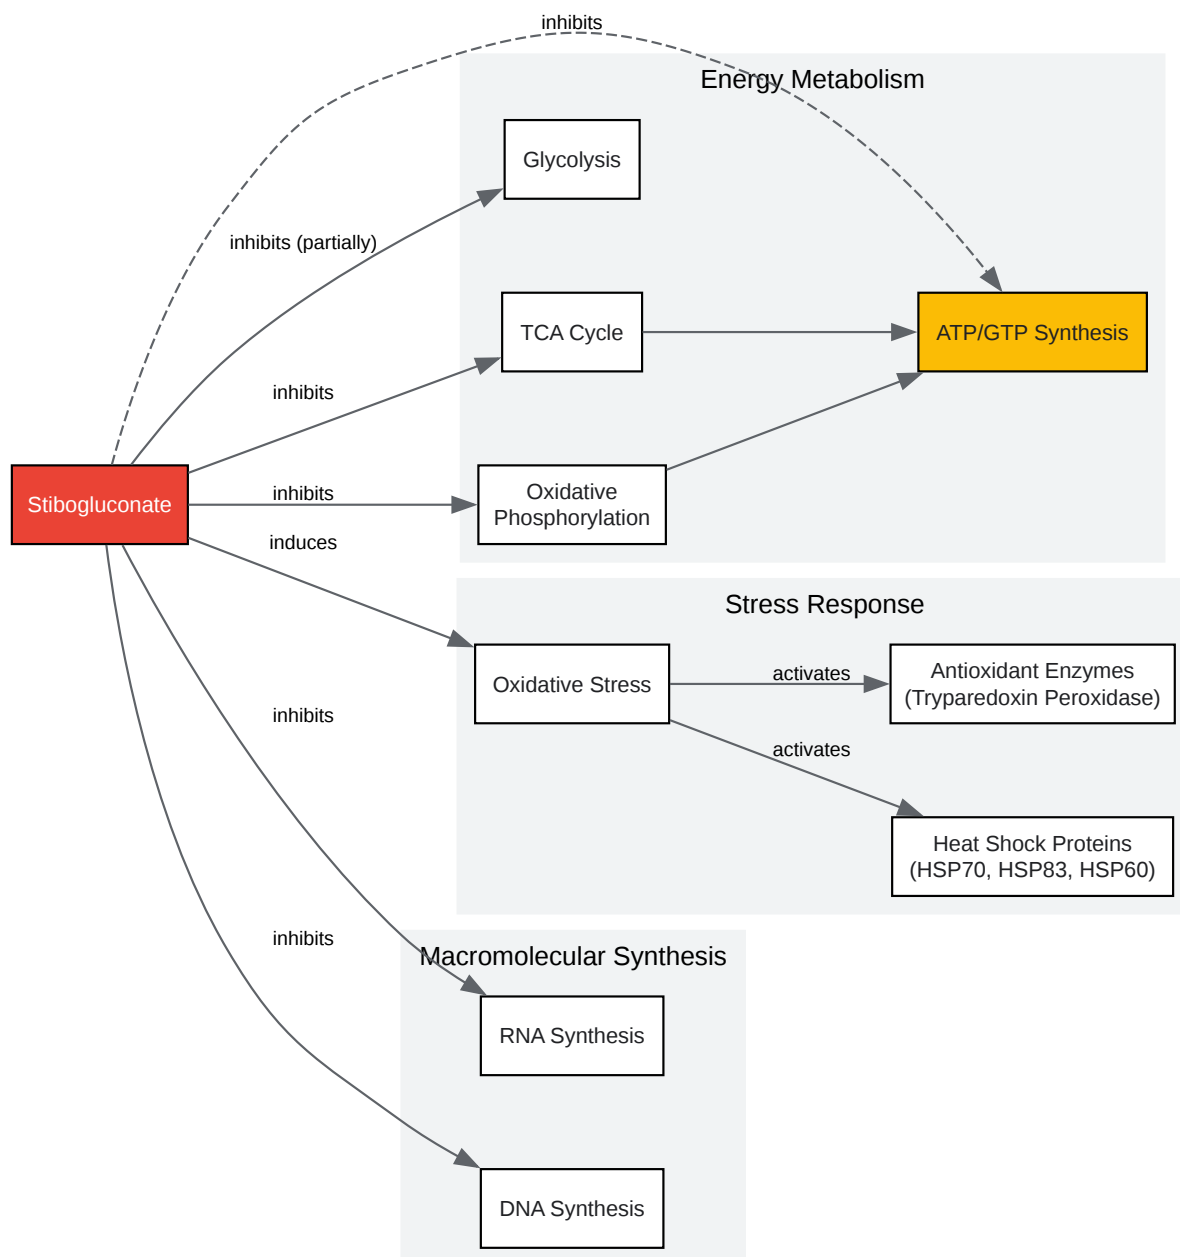 inhibits
Energy Metabolism
Glycolysis
inhibits (partially)
TCA Cycle
ATP/GTP Synthesis
inhibits
Stibogluconate
inhibits
Oxidative
Phosphorylation
induces
Stress Response
Oxidative Stress
activates
Antioxidant Enzymes
(Tryparedoxin Peroxidase)
inhibits
activates
Heat Shock Proteins
(HSP70, HSP83, HSP60)
inhibits
Macromolecular Synthesis
RNA Synthesis
DNA Synthesis